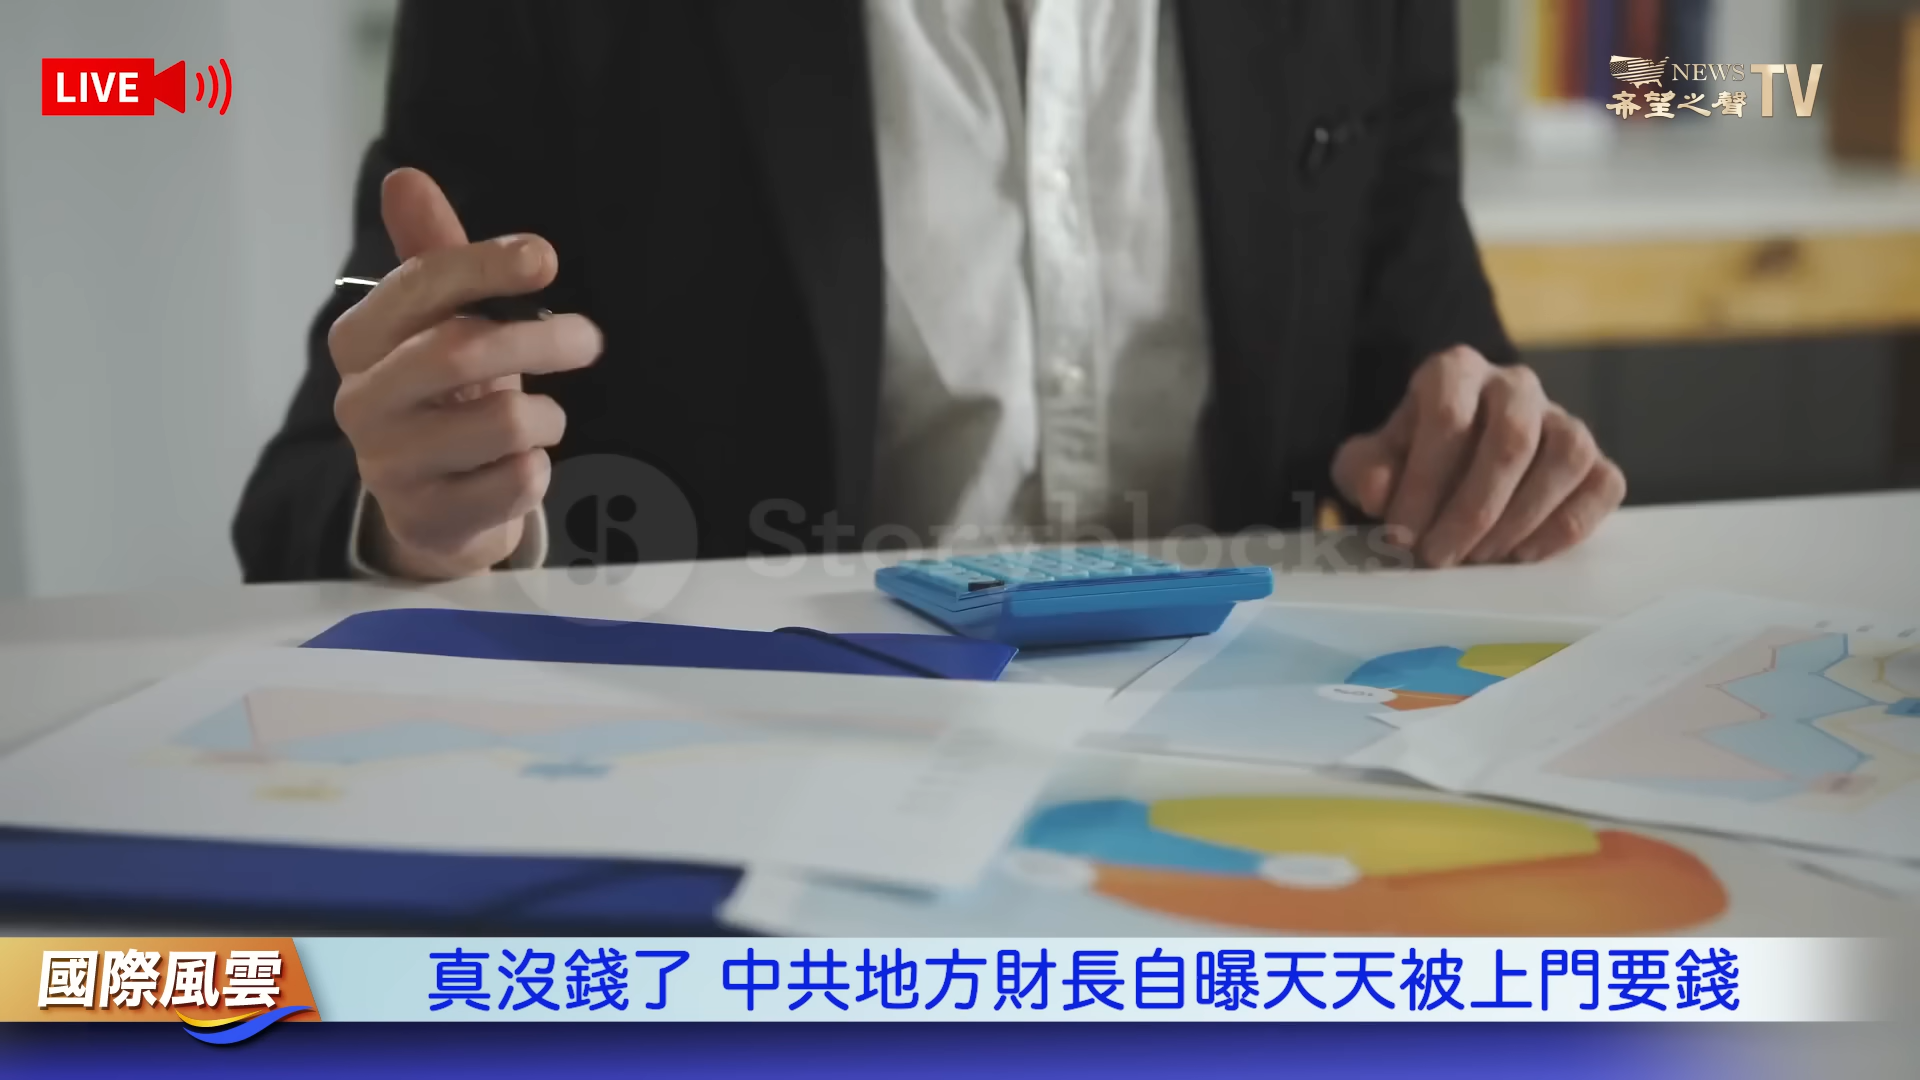 LIVE
NEWS
希望之聲 TV
Storyblocks
國際風雲
真沒錢了 中共地方財長自曝天天被上門要錢